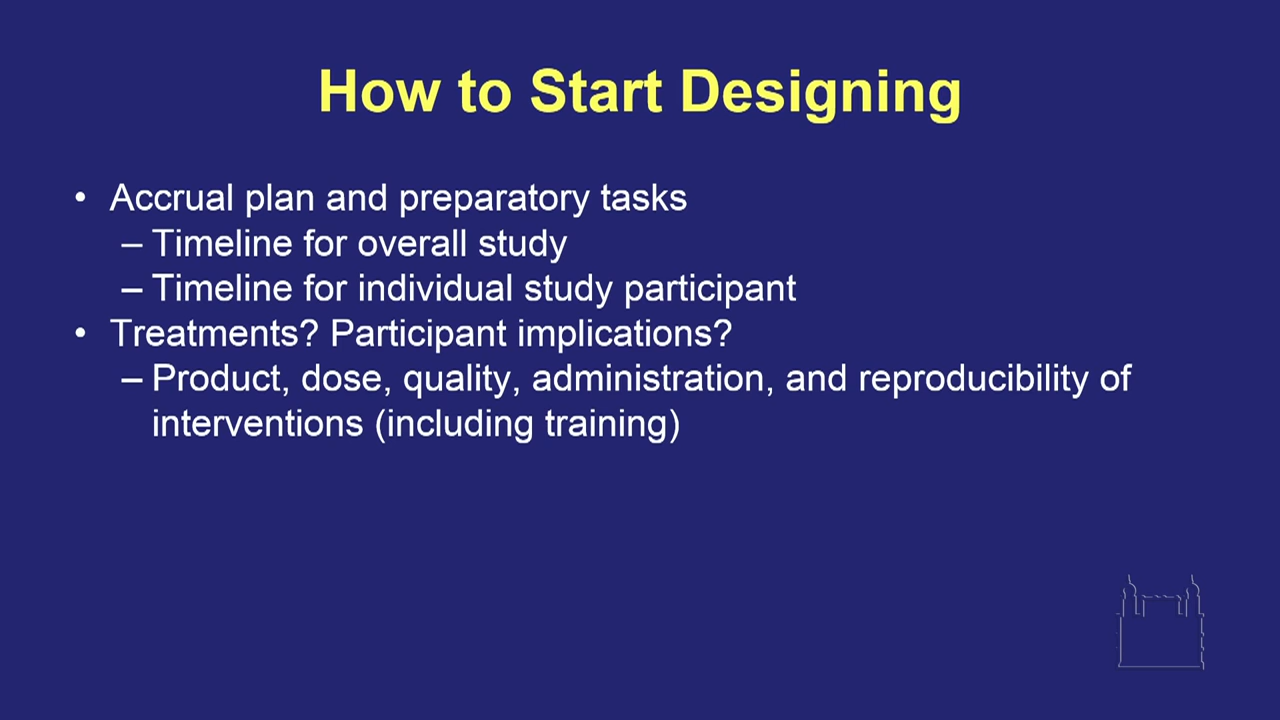 How to Start Designing
• Accrual plan and preparatory tasks
– Timeline for overall study
– Timeline for individual study participant
• Treatments? Participant implications?
– Product, dose, quality, administration, and reproducibility of
interventions (including training)